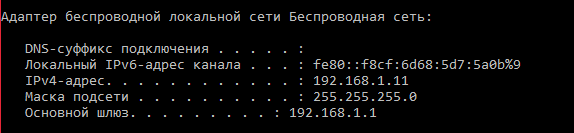 Адаптер беспроводной локальной сети Беспроводная сеть:
DNS-суффикс подключения . . . . . :
Локальный IPv6-адрес канала . . . : fe80::f8cf:6d68:5d7:5a0b%9
IPv4-адрес. . . . . . . . . . . . : 192.168.1.11
Маска подсети . . . . . . . . . . : 255.255.255.0
Основной шлюз. . . . . . . . . : 192.168.1.1